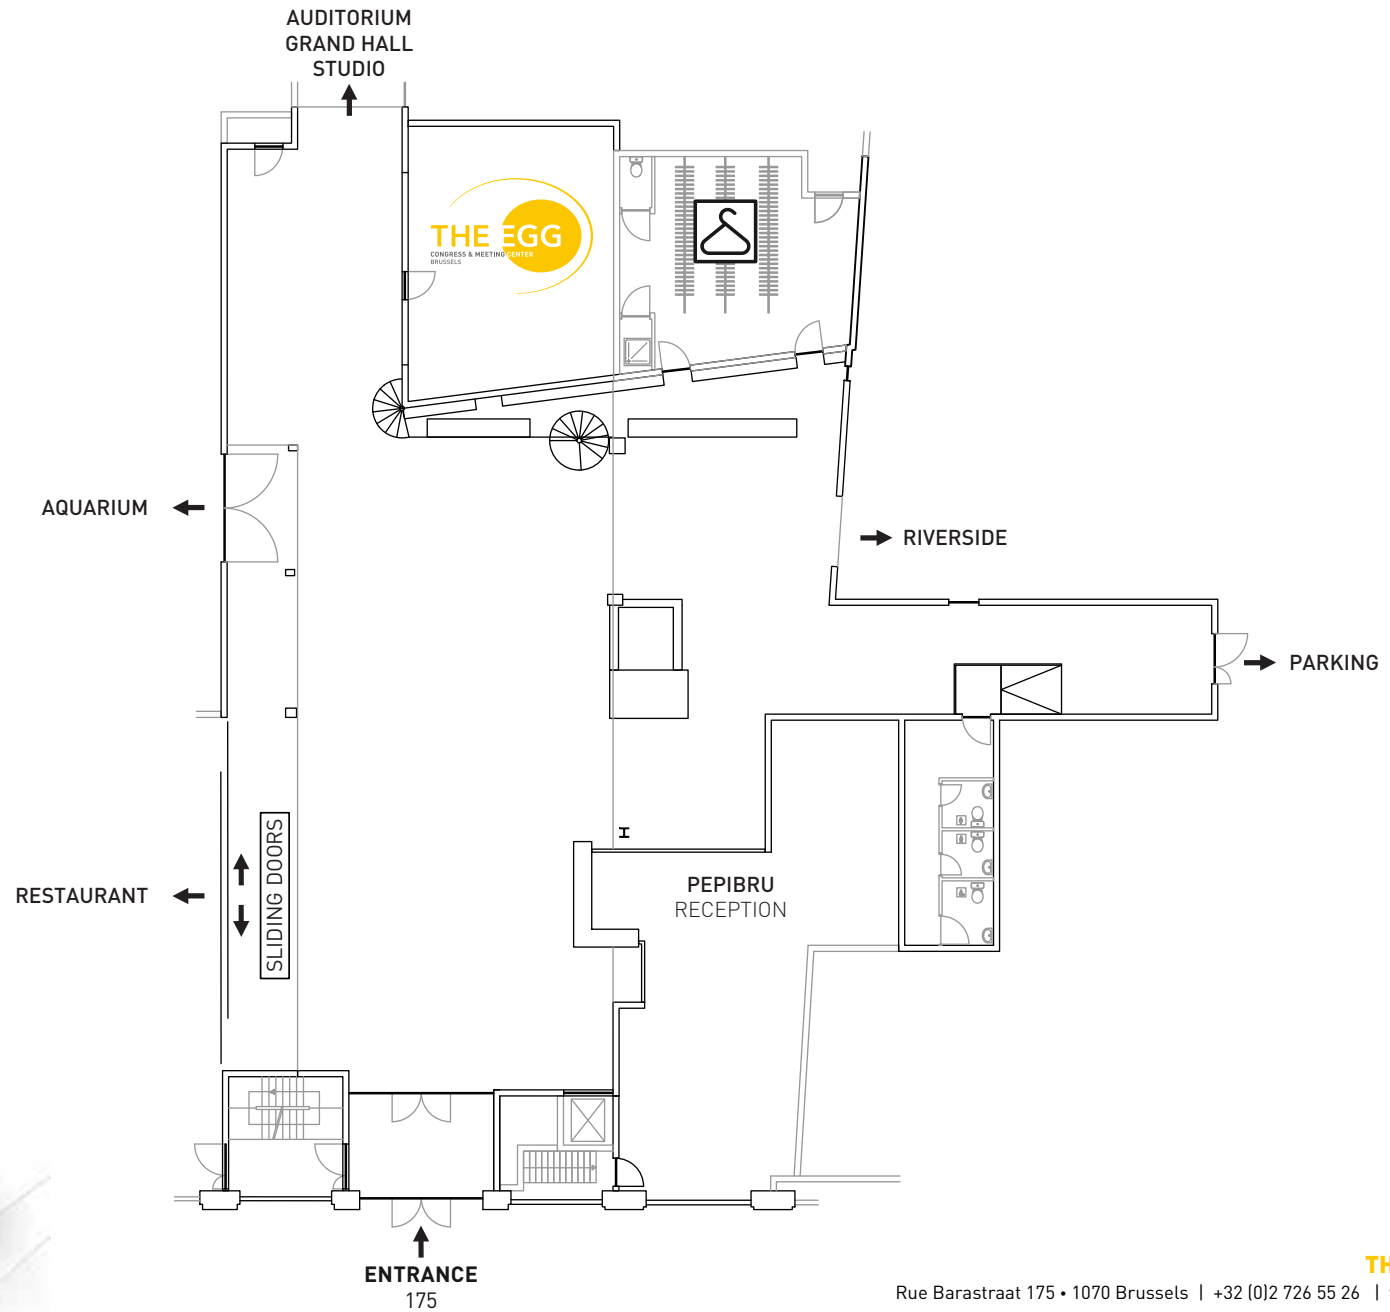 AUDITORIUM
GRAND HALL
STUDIO
THE EGG
CONGRESS & MEETING CENTER
BRUSSELS
AQUARIUM
RIVERSIDE
PARKING
SLIDING DOORS
RESTAURANT
PEPIBRU
RECEPTION
ENTRANCE
175
TH
Rue Barastraat 175 • 1070 Brussels | +32 (0)2 726 55 26 |